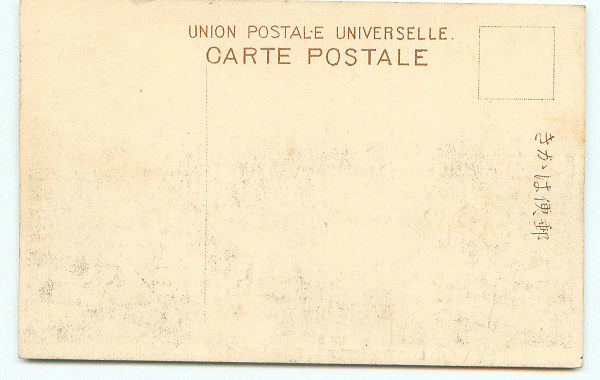 UNION POSTALE UNIVERSELLE.
CARTE POSTALE
郵便はがき